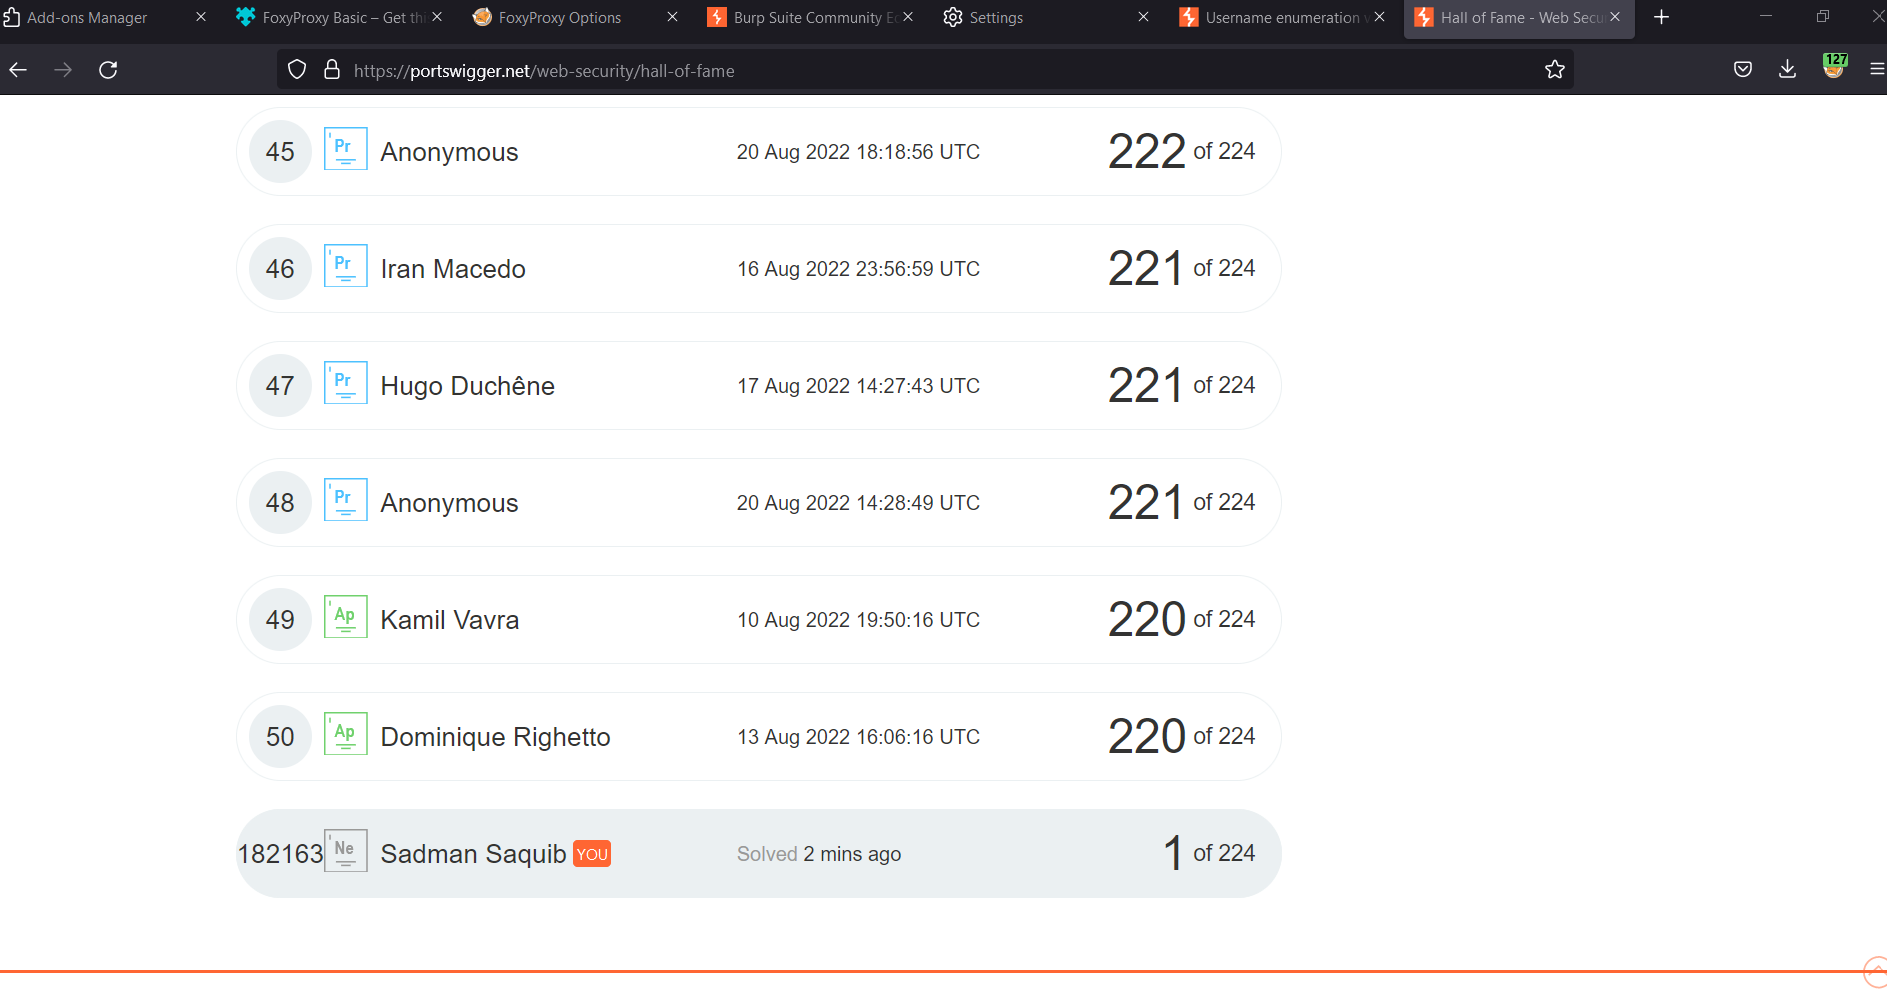 Add-ons Manager
FoxyProxy Basic – Get thi
FoxyProxy Options
Burp Suite Community Ed
Settings
Username enumeration v
Hall of Fame - Web Secu
https://portswigger.net/web-security/hall-of-fame
127
45 Pr Anonymous 20 Aug 2022 18:18:56 UTC 222 of 224
46 Pr Iran Macedo 16 Aug 2022 23:56:59 UTC 221 of 224
47 Pr Hugo Duchêne 17 Aug 2022 14:27:43 UTC 221 of 224
48 Pr Anonymous 20 Aug 2022 14:28:49 UTC 221 of 224
49 Ap Kamil Vavra 10 Aug 2022 19:50:16 UTC 220 of 224
50 Ap Dominique Righetto 13 Aug 2022 16:06:16 UTC 220 of 224
182163 Ne Sadman Saquib YOU Solved 2 mins ago 1 of 224